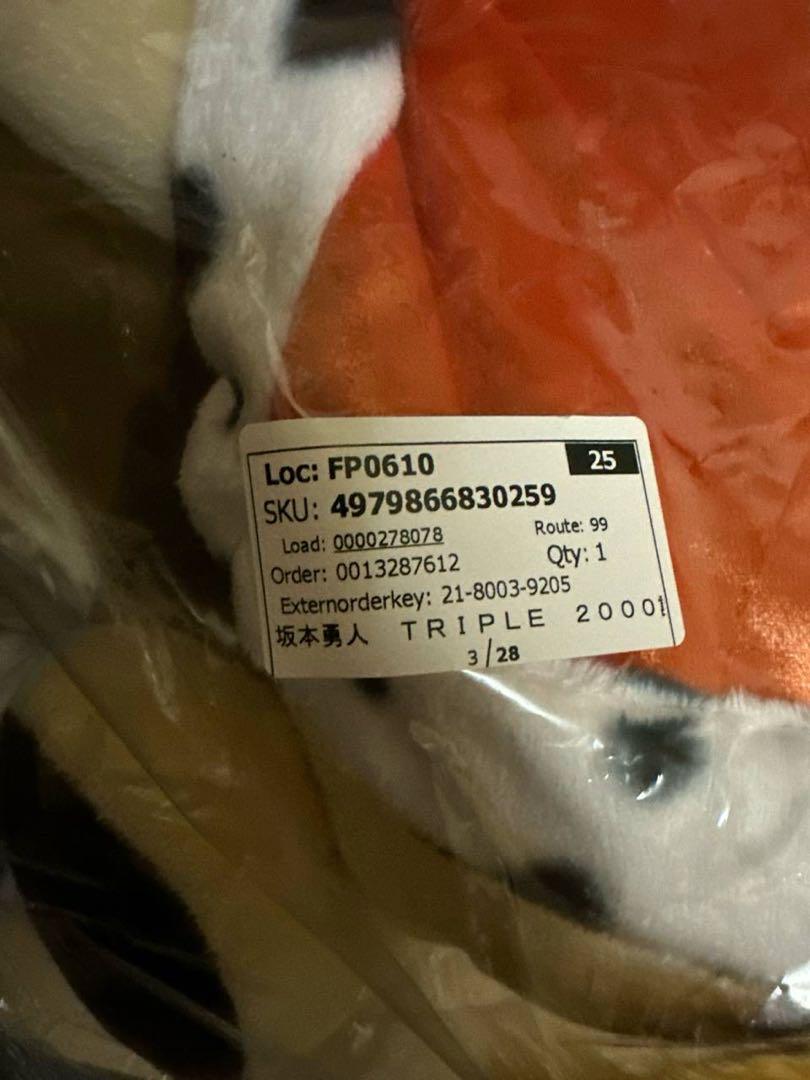 Loc: FP0610 25
SKU: 4979866830259
Load: 0000278078 Route: 99
Order: 0013287612 Qty: 1
Externorderkey: 21-8003-9205
坂本勇人 TRIPLE 2000!
3/28